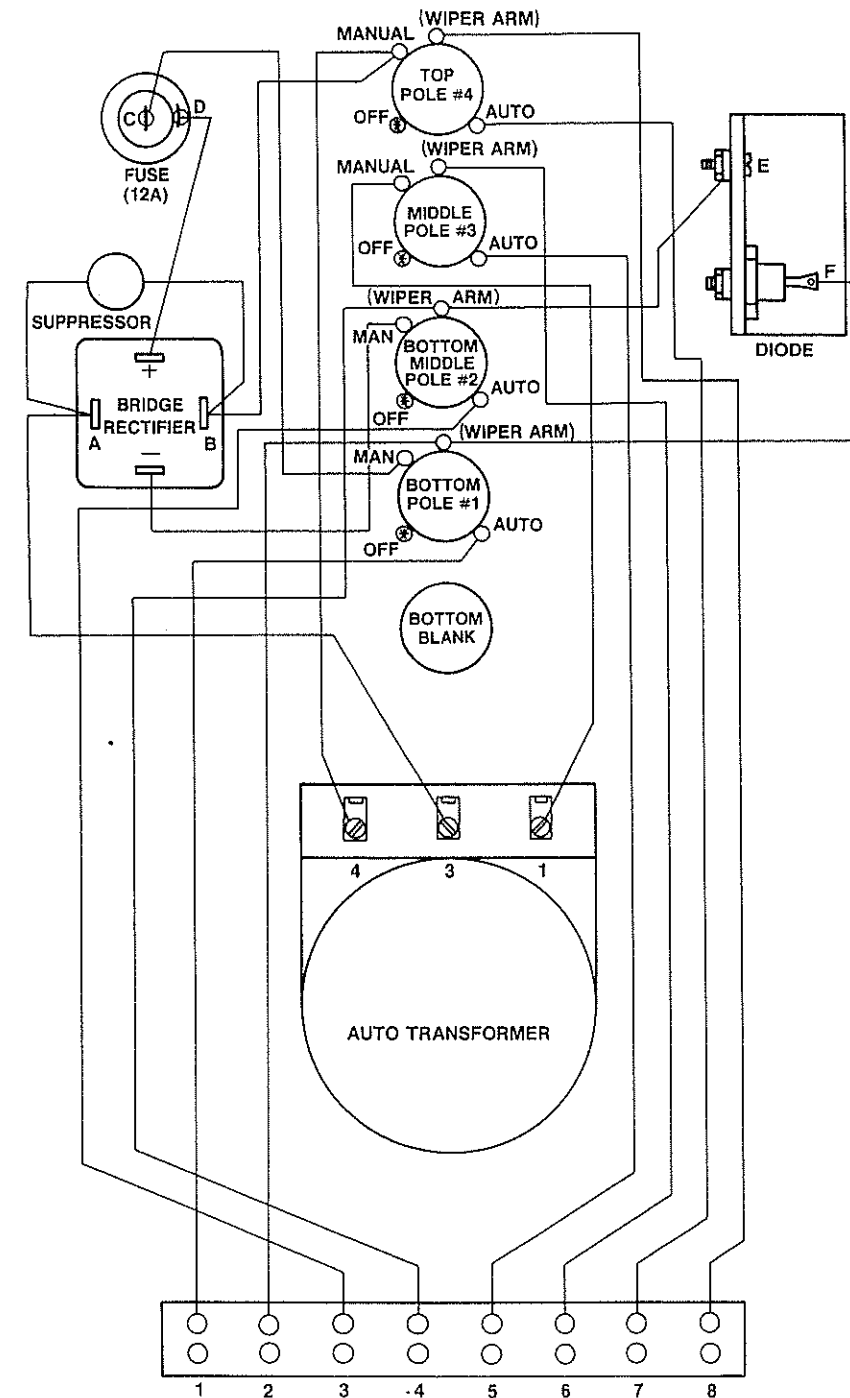 (WIPER ARM)
MANUAL
TOP
POLE #4
OFF
AUTO
C
D
FUSE
(12A)
(WIPER ARM)
MANUAL
MIDDLE
POLE #3
OFF
AUTO
E
F
DIODE
SUPPRESSOR
(WIPER ARM)
MAN
BOTTOM
MIDDLE
POLE #2
OFF
AUTO
+
BRIDGE
RECTIFIER
A
B
−
(WIPER ARM)
MAN
BOTTOM
POLE #1
OFF
AUTO
BOTTOM
BLANK
4 3 1
AUTO TRANSFORMER
1 2 3 4 5 6 7 8